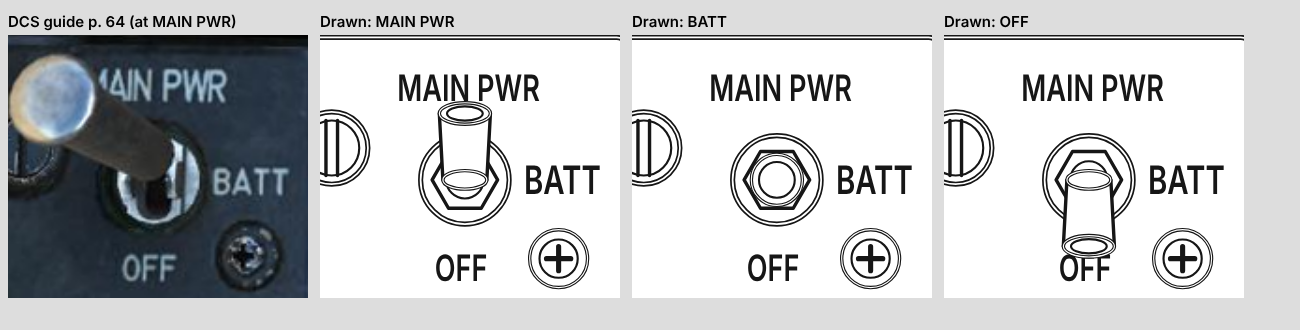 DCS guide p. 64 (at MAIN PWR)
Drawn: MAIN PWR
Drawn: BATT
Drawn: OFF
MAIN PWR
BATT
OFF
MAIN PWR
BATT
OFF
MAIN PWR
BATT
OFF
MAIN PWR
BATT
OFF